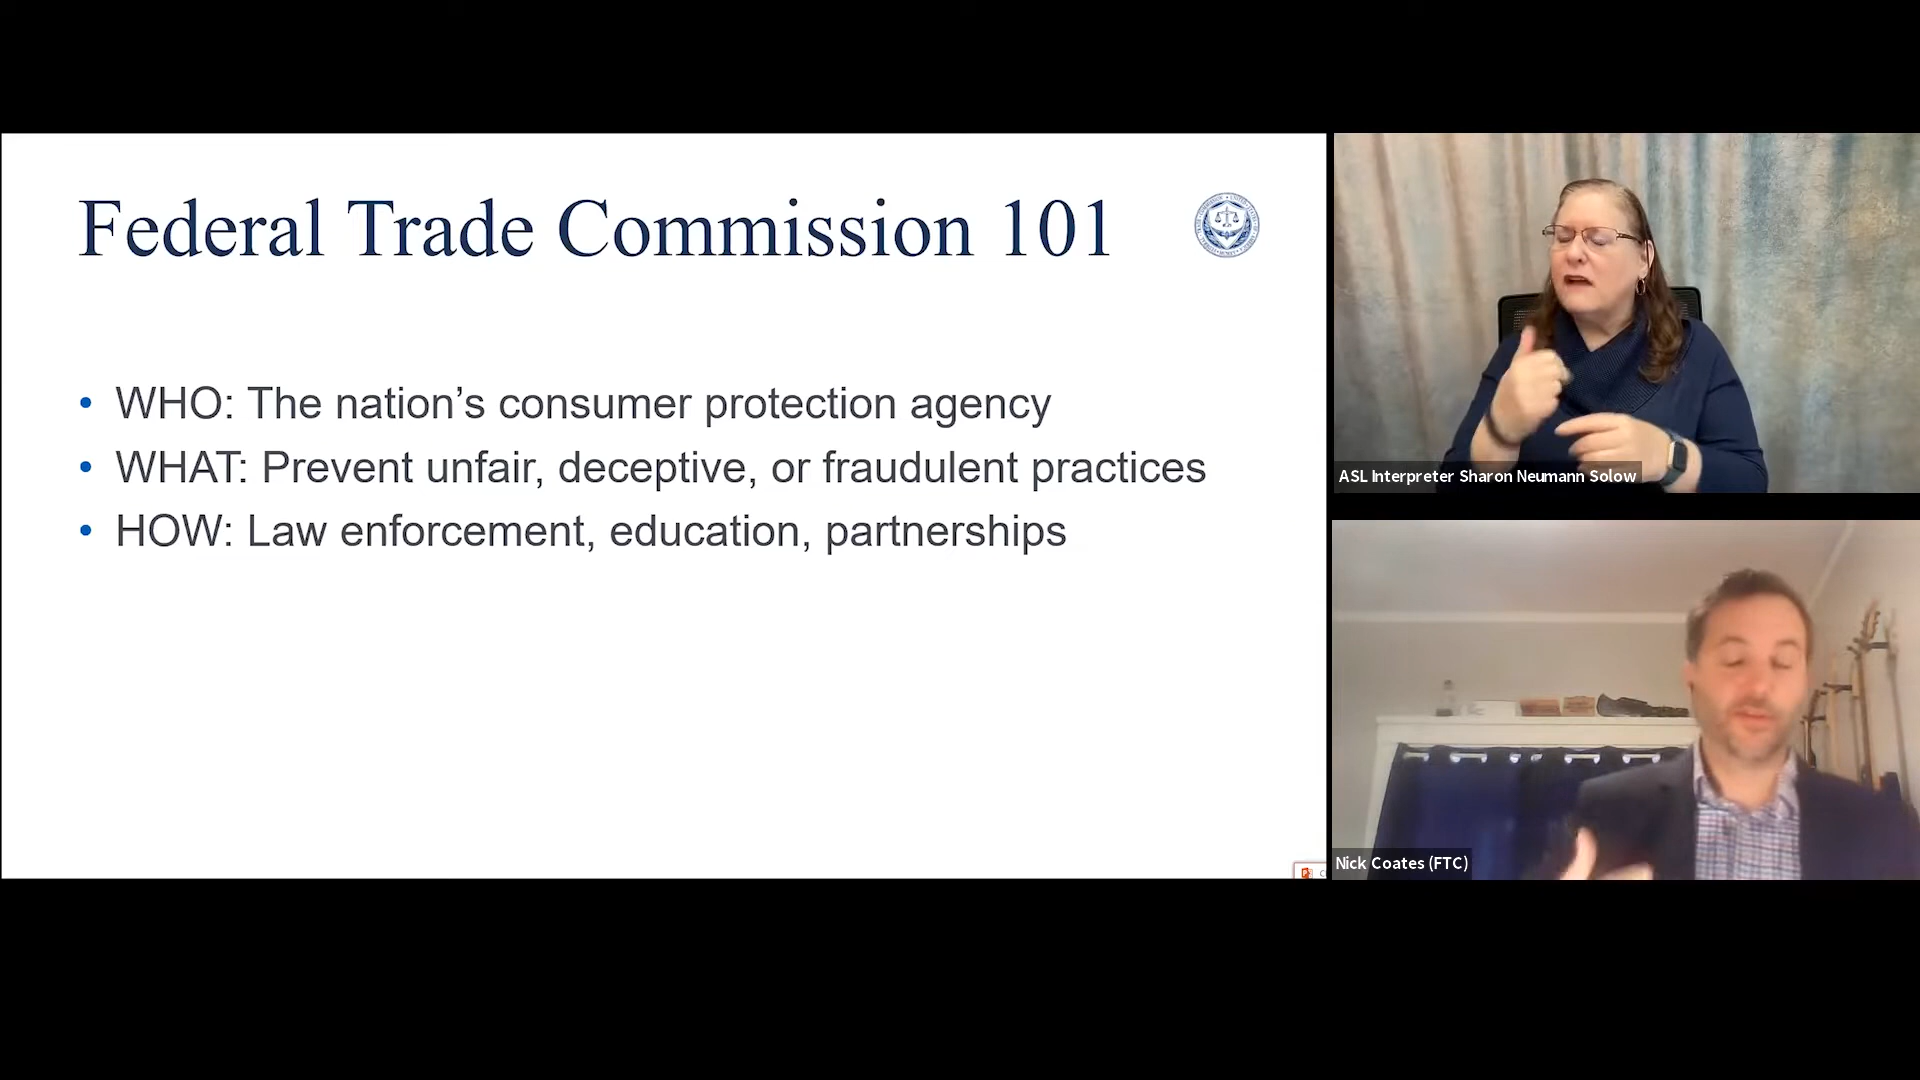 Federal Trade Commission 101
• WHO: The nation’s consumer protection agency
• WHAT: Prevent unfair, deceptive, or fraudulent practices
• HOW: Law enforcement, education, partnerships
ASL Interpreter Sharon Neumann Solow
Nick Coates (FTC)